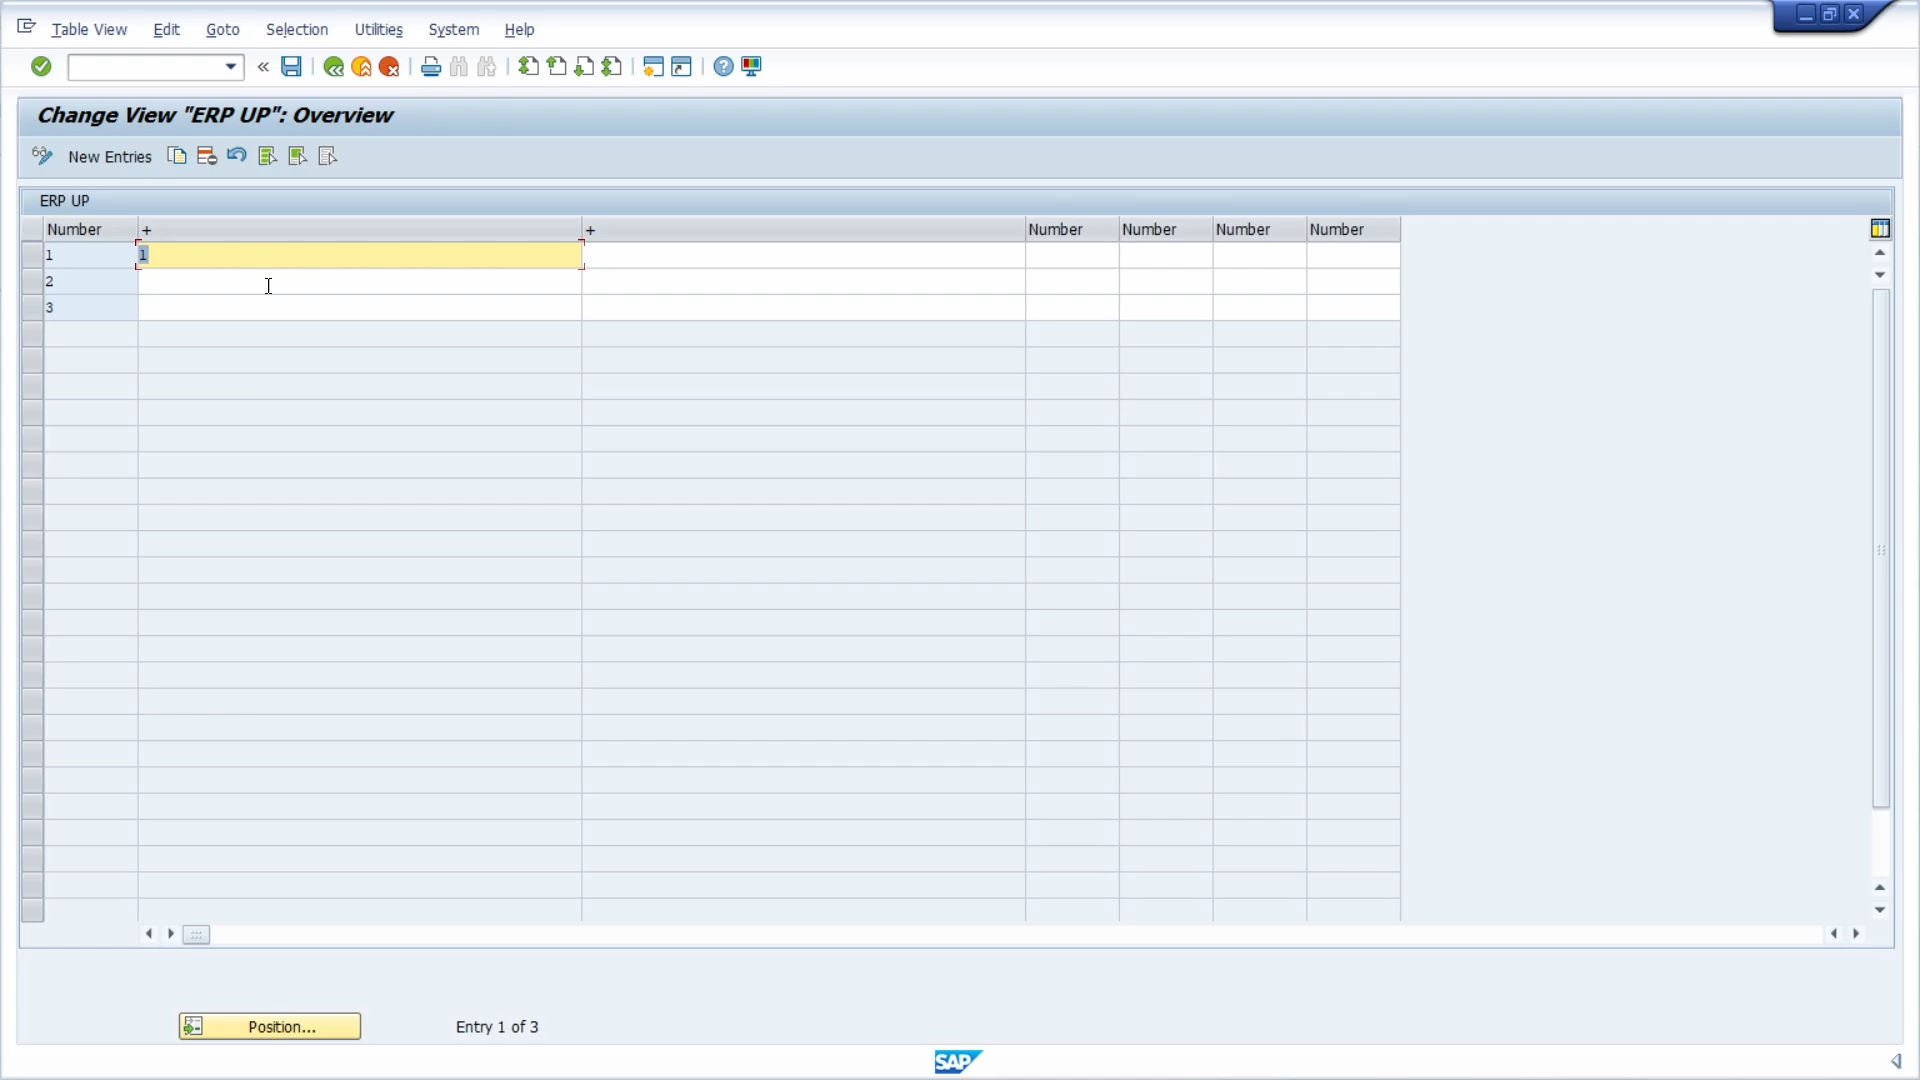 Table View Edit Goto Selection Utilities System Help
Change View "ERP UP": Overview
New Entries
ERP UP
Number + + Number Number Number Number
1 1
2
3
Position... Entry 1 of 3
SAP